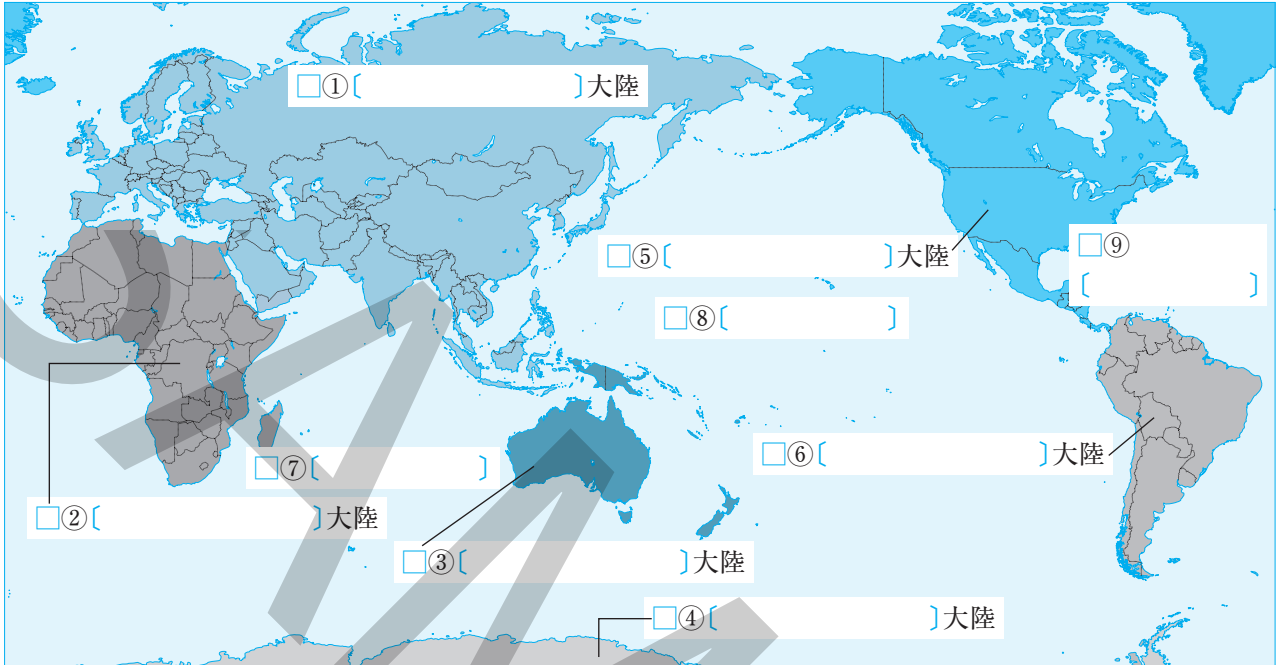 □①〔　　　　　　〕大陸
□⑤〔　　　　　　〕大陸
□⑨
〔　　　　　　〕
□⑧〔　　　　　〕
□⑥〔　　　　　　〕大陸
□⑦〔　　　　　〕
□②〔　　　　　　〕大陸
□③〔　　　　　　〕大陸
□④〔　　　　　　〕大陸